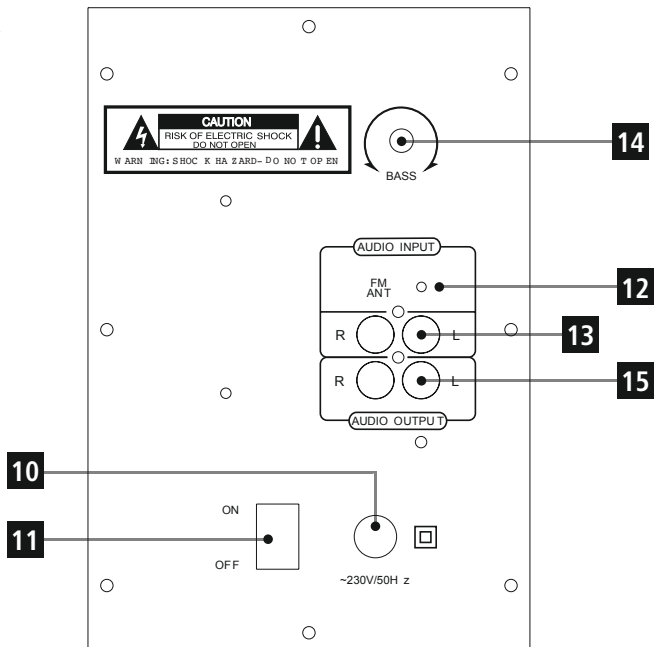 CAUTION
RISK OF ELECTRIC SHOCK
DO NOT OPEN
W ARN ING: SHOC K HA ZARD- DO NO T OP EN
BASS
14
AUDIO INPUT
FM
ANT
12
R L
13
R L
15
AUDIO OUTPUT
10
ON
11
OFF
~230V/50H z